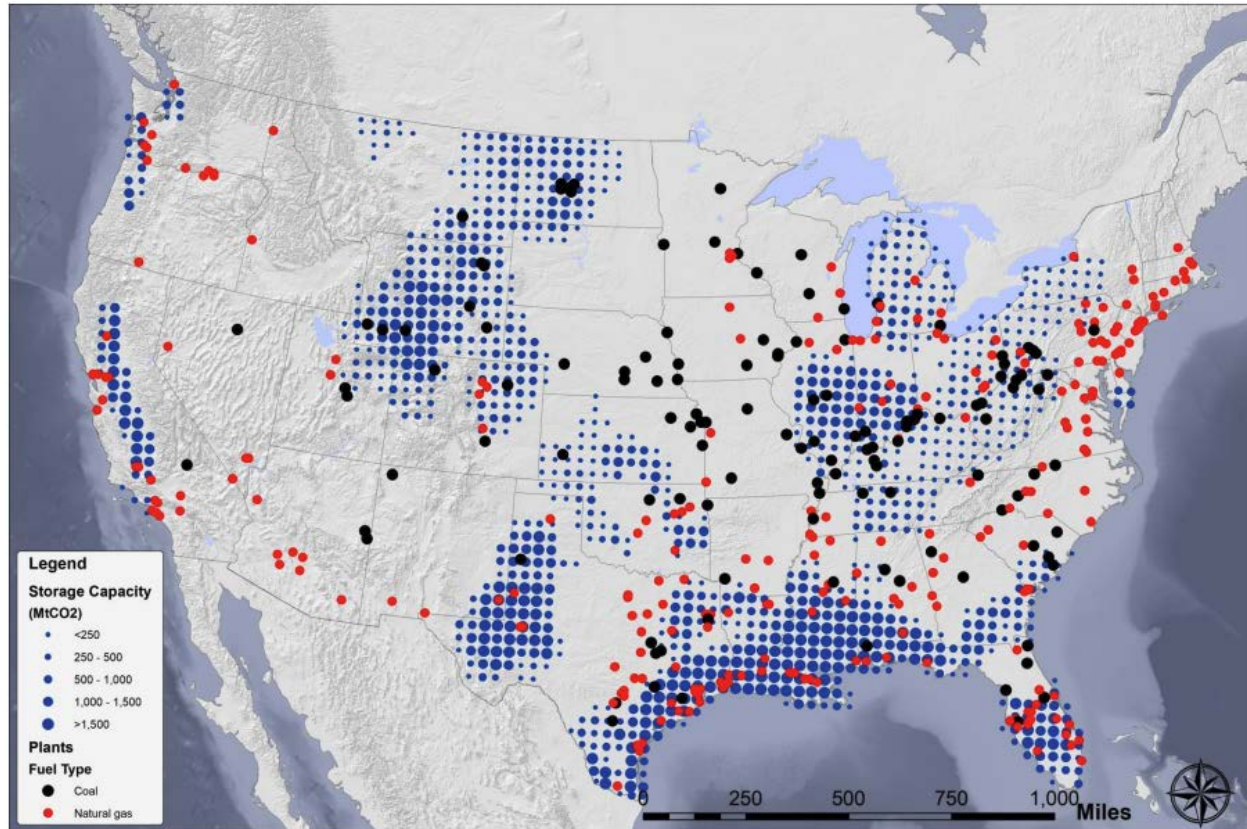 Legend
Storage Capacity
(MtCO2)
<250
250 - 500
500 - 1,000
1,000 - 1,500
>1,500
Plants
Fuel Type
Coal
Natural gas
0 250 500 750 1,000
Miles